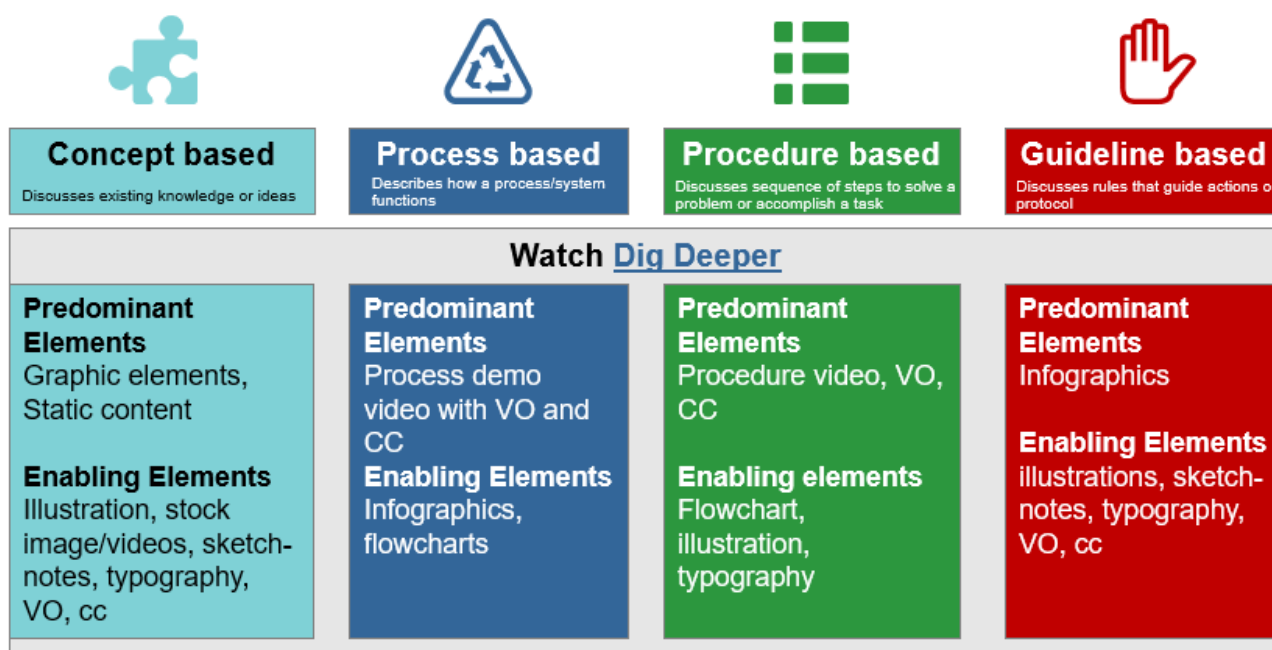 Concept based
Discusses existing knowledge or ideas
Process based
Describes how a process/system
functions
Procedure based
Discusses sequence of steps to solve a
problem or accomplish a task
Guideline based
Discusses rules that guide actions
protocol
Watch Dig Deeper
Predominant
Elements
Graphic elements,
Static content
Enabling Elements
Illustration, stock
image/videos, sketch-
notes, typography,
VO, cc
Predominant
Elements
Process demo
video with VO and
CC
Enabling Elements
Infographics,
flowcharts
Predominant
Elements
Procedure video, VO,
CC
Enabling elements
Flowchart,
illustration,
typography
Predominant
Elements
Infographics
Enabling Elements
illustrations, sketch-
notes, typography,
VO, cc